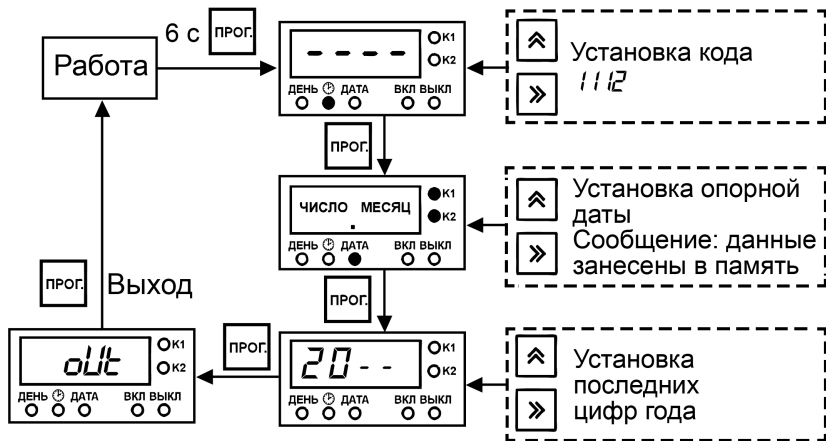 6 с ПРОГ.
Работа
- - - -
К1
К2
ДЕНЬ ДАТА ВКЛ ВЫКЛ
Установка кода
1112
ПРОГ.
ЧИСЛО . МЕСЯЦ
К1
К2
ДЕНЬ ДАТА ВКЛ ВЫКЛ
Установка опорной
даты
Сообщение: данные
занесены в память
ПРОГ.
Выход
ПРОГ.
20--
К1
К2
ДЕНЬ ДАТА ВКЛ ВЫКЛ
Установка
последних
цифр года
ПРОГ.
oUt
К1
К2
ДЕНЬ ДАТА ВКЛ ВЫКЛ